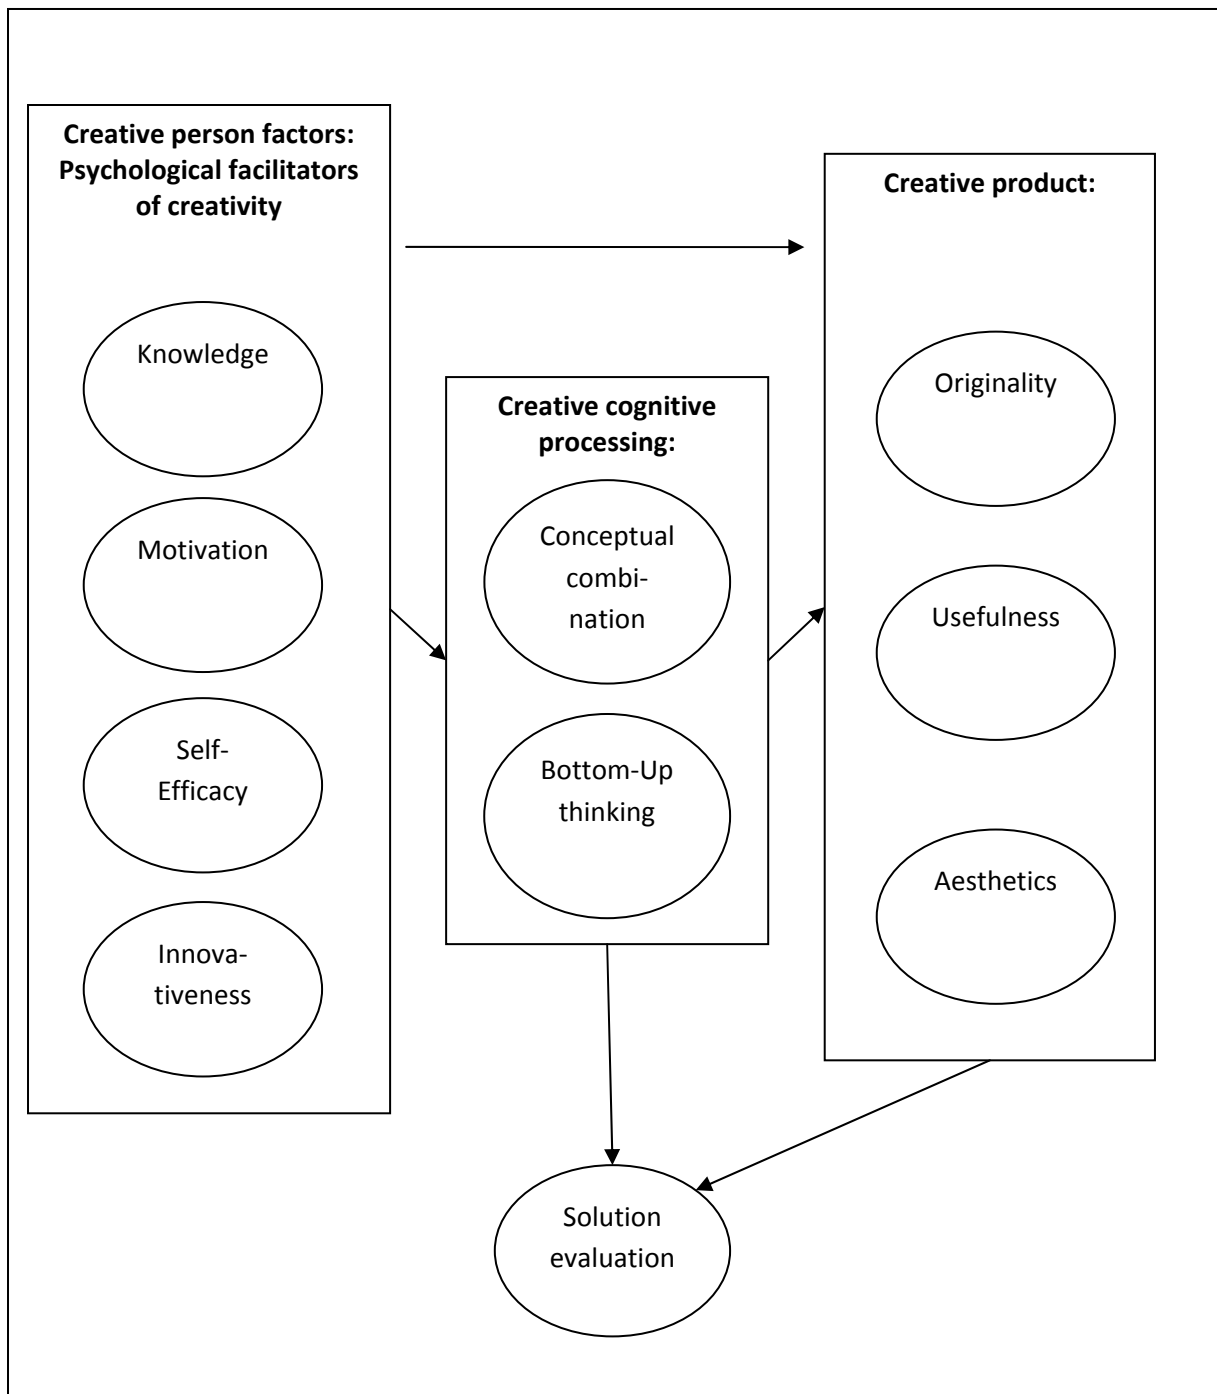 Creative person factors:
Psychological facilitators
of creativity
Knowledge
Motivation
Self-
Efficacy
Innova-
tiveness
Creative cognitive
processing:
Conceptual
combi-
nation
Bottom-Up
thinking
Creative product:
Originality
Usefulness
Aesthetics
Solution
evaluation